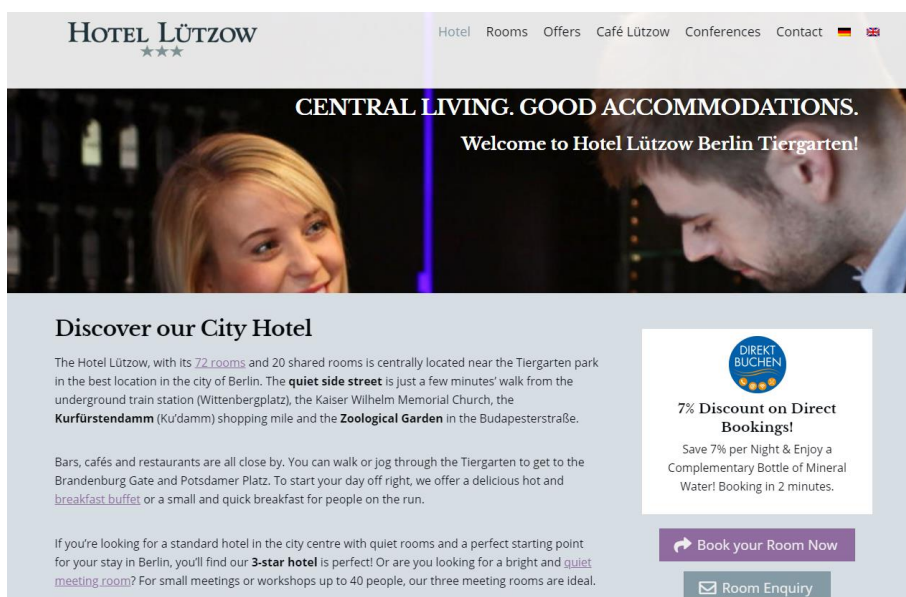 HOTEL LÜTZOW
Hotel Rooms Offers Café Lützow Conferences Contact
CENTRAL LIVING. GOOD ACCOMMODATIONS.
Welcome to Hotel Lützow Berlin Tiergarten!
Discover our City Hotel
The Hotel Lützow, with its 72 rooms and 20 shared rooms is centrally located near the Tiergarten park
in the best location in the city of Berlin. The quiet side street is just a few minutes’ walk from the
underground train station (Wittenbergplatz), the Kaiser Wilhelm Memorial Church, the
Kurfürstendamm (Ku’damm) shopping mile and the Zoological Garden in the Budapesterstraße.
Bars, cafés and restaurants are all close by. You can walk or jog through the Tiergarten to get to the
Brandenburg Gate and Potsdamer Platz. To start your day off right, we offer a delicious hot and
breakfast buffet or a small and quick breakfast for people on the run.
If you’re looking for a standard hotel in the city centre with quiet rooms and a perfect starting point
for your stay in Berlin, you’ll find our 3-star hotel is perfect! Or are you looking for a bright and quiet
meeting room? For small meetings or workshops up to 40 people, our three meeting rooms are ideal.
DIREKT
BUCHEN
7% Discount on Direct
Bookings!
Save 7% per Night & Enjoy a
Complementary Bottle of Mineral
Water! Booking in 2 minutes.
Book your Room Now
Room Enquiry